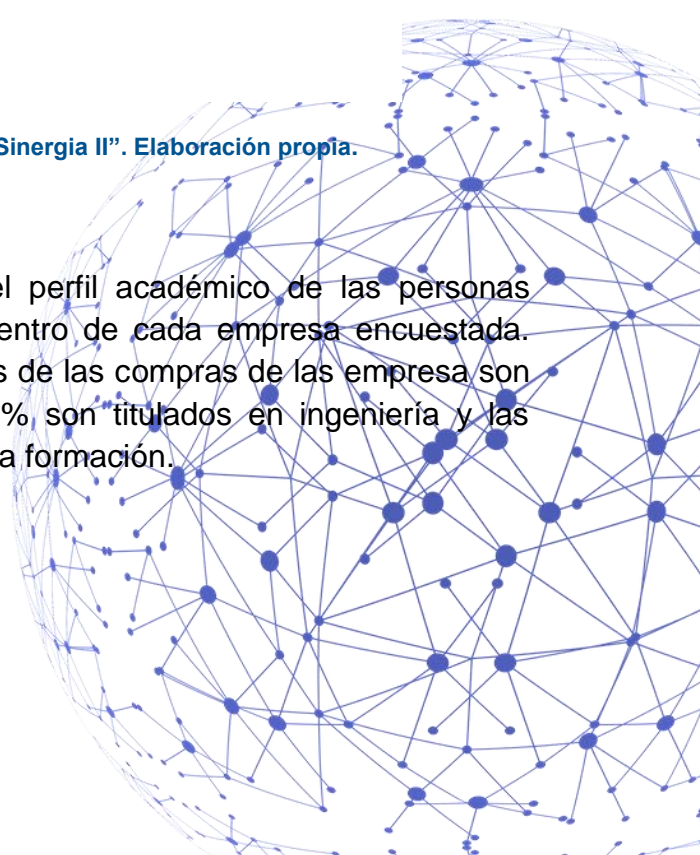 Sinergia II”. Elaboración propia.
el perfil académico de las personas
entro de cada empresa encuestada.
s de las compras de las empresa son
% son titulados en ingeniería y las
a formación.